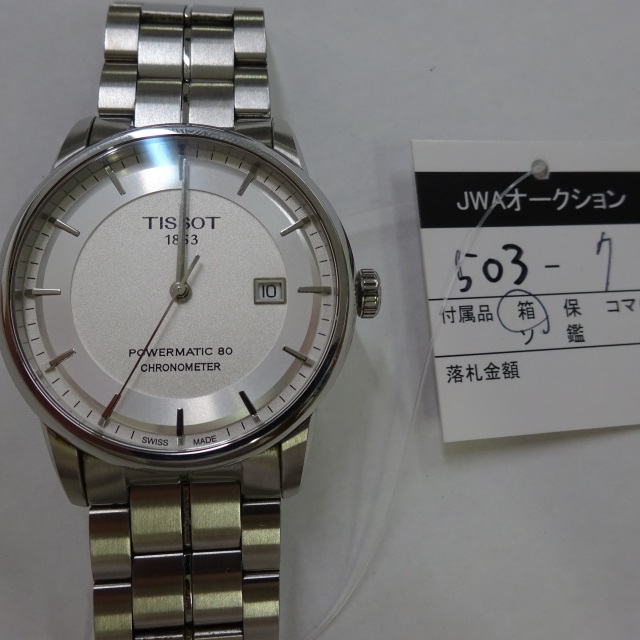 TISSOT
1853
10
POWERMATIC 80
CHRONOMETER
SWISS MADE
JWAオークション
503-7
付属品 箱 保 コマ
ソ 鑑
落札金額